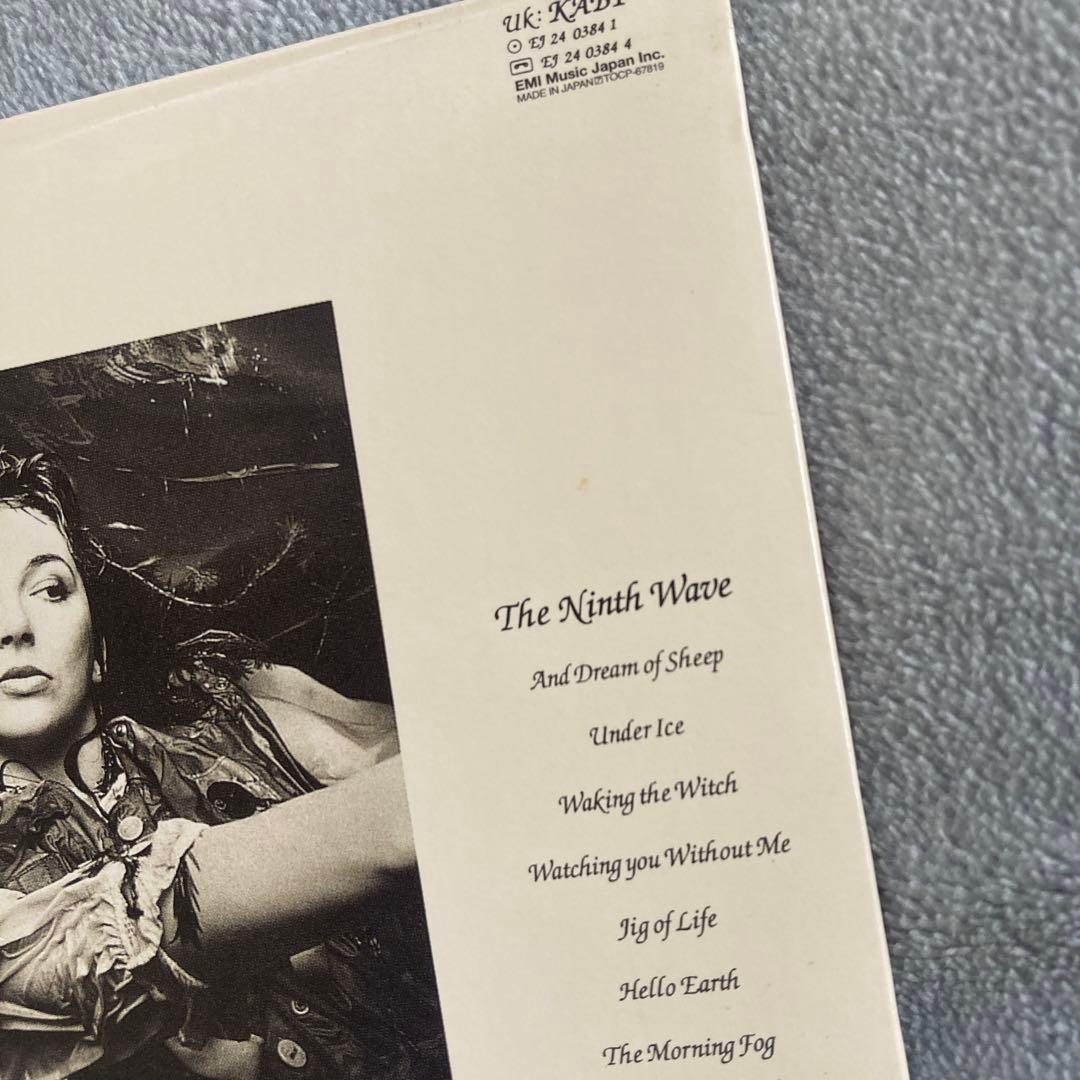 Uk: KAB1
EJ 24 0384 1
EJ 24 0384 4
EMI Music Japan Inc.
MADE IN JAPAN TOCP-67819
The Ninth Wave
And Dream of Sheep
Under Ice
Waking the Witch
Watching you Without Me
Jig of Life
Hello Earth
The Morning Fog